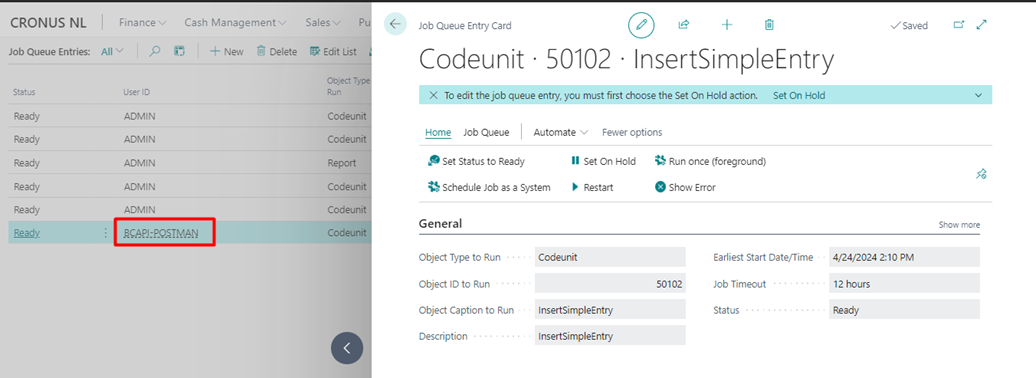 CRONUS NL
Finance
Cash Management
Sales
Pu
Job Queue Entries:
All
+ New
Delete
Edit List
Status
User ID
Object Type
Run
Ready
ADMIN
Codeunit
Ready
ADMIN
Codeunit
Ready
ADMIN
Report
Ready
ADMIN
Codeunit
Ready
ADMIN
Codeunit
Ready
BCAPI-POSTMAN
Codeunit
Job Queue Entry Card
Saved
Codeunit · 50102 · InsertSimpleEntry
To edit the job queue entry, you must first choose the Set On Hold action.
Set On Hold
Home
Job Queue
Automate
Fewer options
Set Status to Ready
Set On Hold
Run once (foreground)
Schedule Job as a System
Restart
Show Error
General
Show more
Object Type to Run
Codeunit
Object ID to Run
50102
Object Caption to Run
InsertSimpleEntry
Description
InsertSimpleEntry
Earliest Start Date/Time
4/24/2024 2:10 PM
Job Timeout
12 hours
Status
Ready